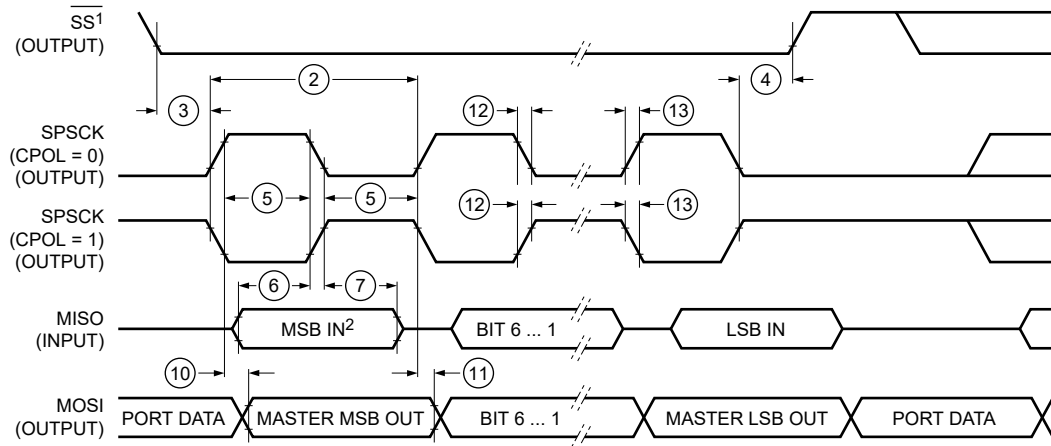 SS1
(OUTPUT)
2
3
4
SPSCK
(CPOL = 0)
(OUTPUT)
12
13
5
5
SPSCK
(CPOL = 1)
(OUTPUT)
12
13
6
7
MISO
(INPUT)
MSB IN2
BIT 6 ... 1
LSB IN
10
11
MOSI
(OUTPUT)
PORT DATA
MASTER MSB OUT
BIT 6 ... 1
MASTER LSB OUT
PORT DATA